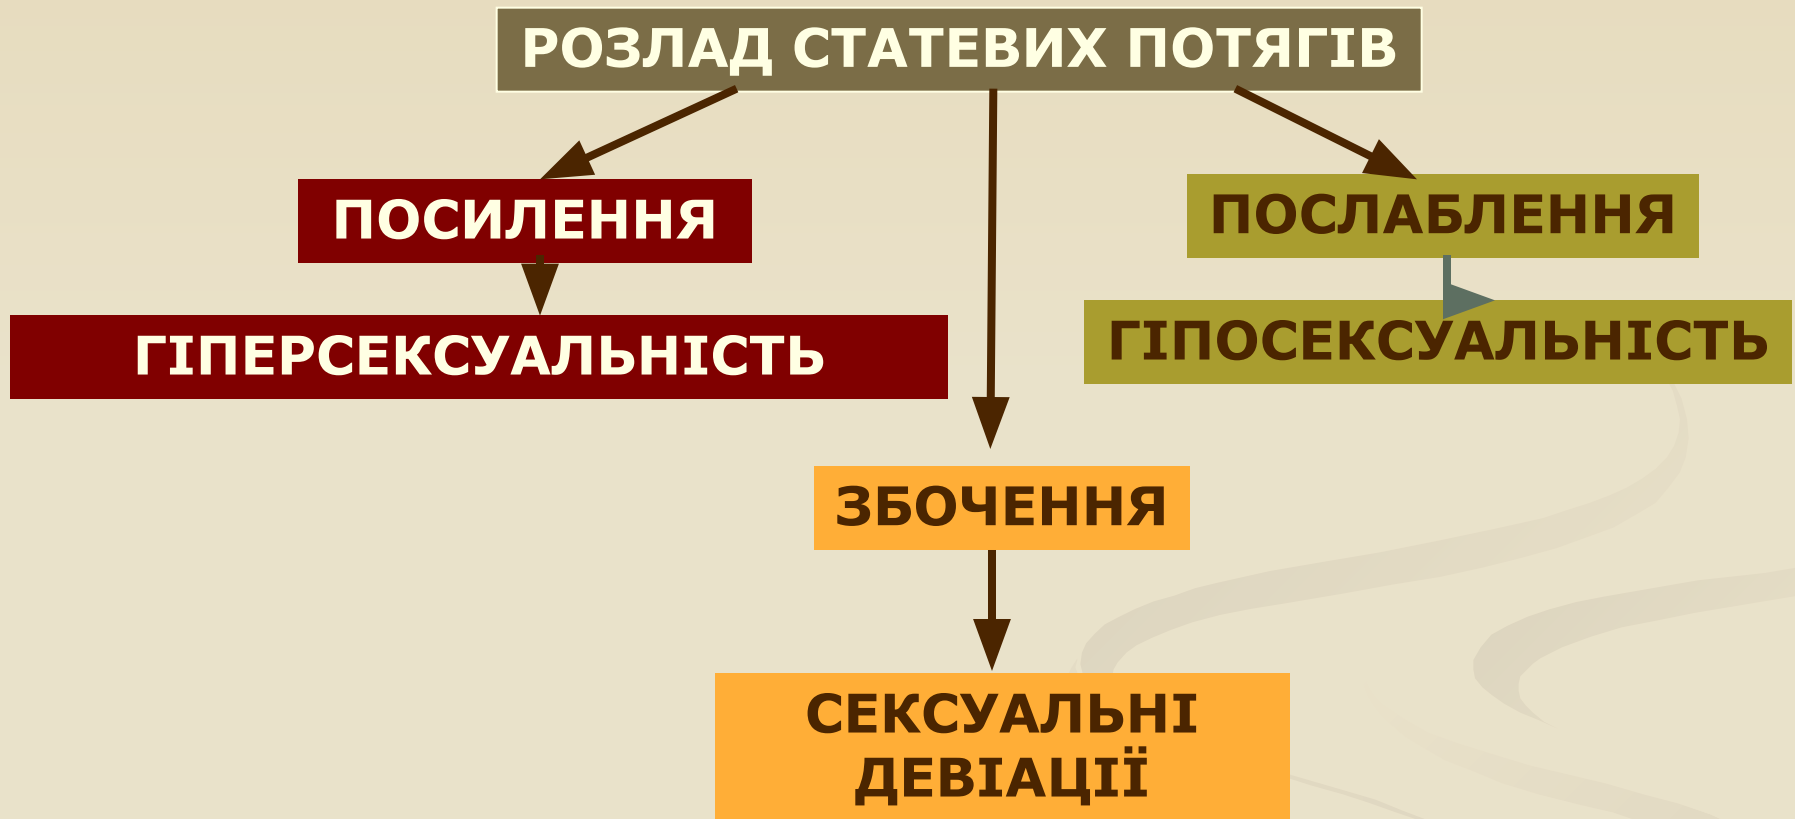 РОЗЛАД СТАТЕВИХ ПОТЯГІВ
ПОСИЛЕННЯ
ПОСЛАБЛЕННЯ
ГІПЕРСЕКСУАЛЬНІСТЬ
ГІПОСЕКСУАЛЬНІСТЬ
ЗБОЧЕННЯ
СЕКСУАЛЬНІ
ДЕВІАЦІЇ